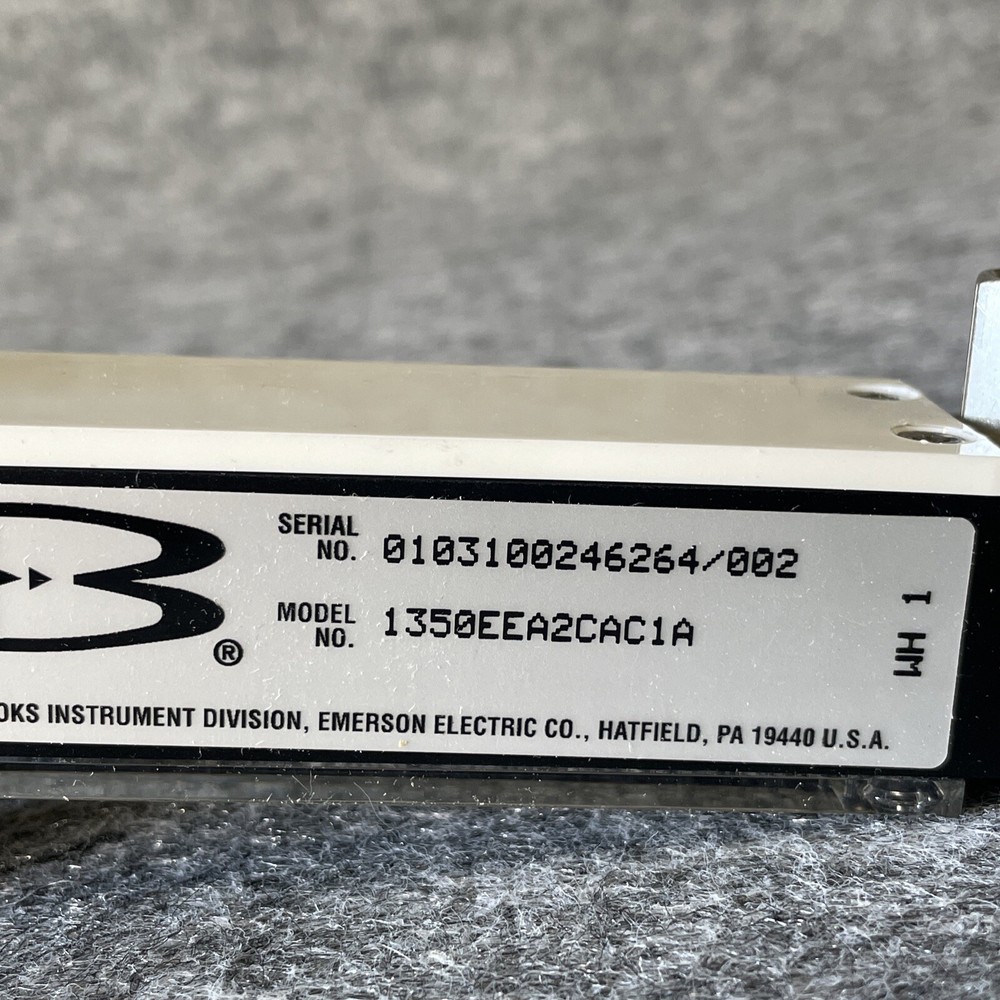 SERIAL
NO. 0103100246264/002
MODEL
NO. 1350EEA2CAC1A
®
WH 1
OKS INSTRUMENT DIVISION, EMERSON ELECTRIC CO., HATFIELD, PA 19440 U.S.A.